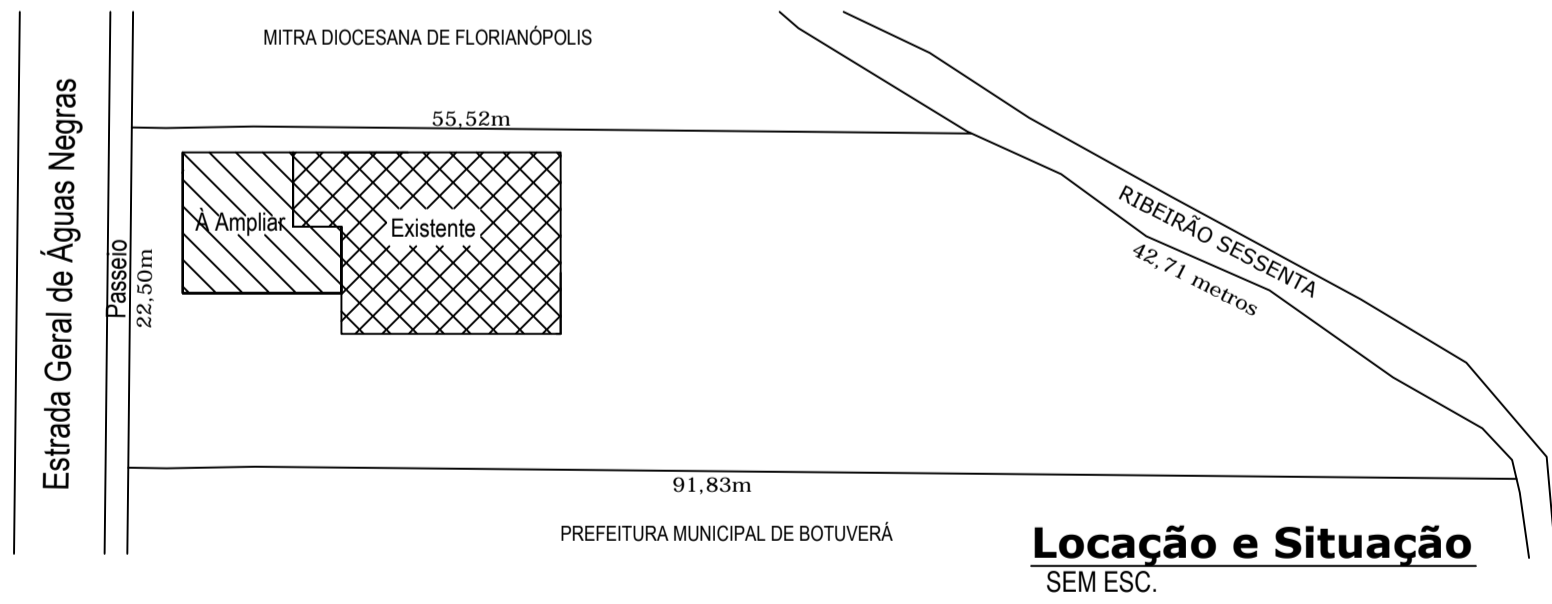 MITRA DIOCESANA DE FLORIANÓPOLIS
Estrada Geral de Águas Negras
Passeio
22,50m
55,52m
À Ampliar
Existente
RIBEIRÃO SESSENTA
42,71 metros
91,83m
PREFEITURA MUNICIPAL DE BOTUVERÁ
Locação e Situação
SEM ESC.